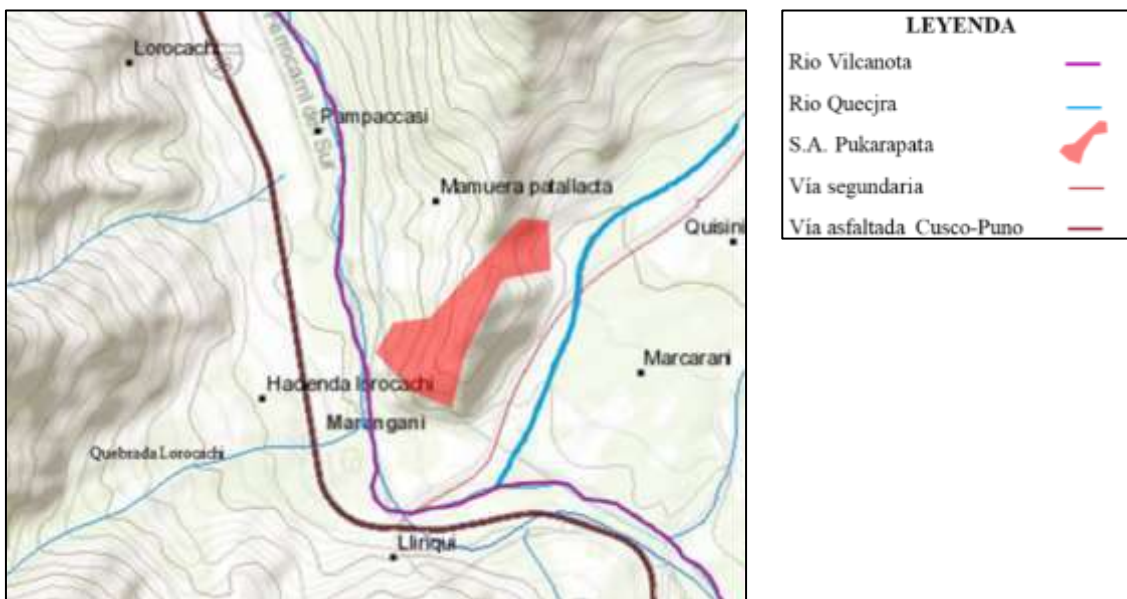 Lorocachi
Ferrocarril del Sur
Pampaccasi
Mamuera patallacta
Quisini
Marcarani
Hacienda lorocachi
Marangani
Quebrada Lorocachi
Lliriqui
LEYENDA
Rio Vilcanota
Rio Quecjra
S.A. Pukarapata
Vía segundaria
Vía asfaltada Cusco-Puno